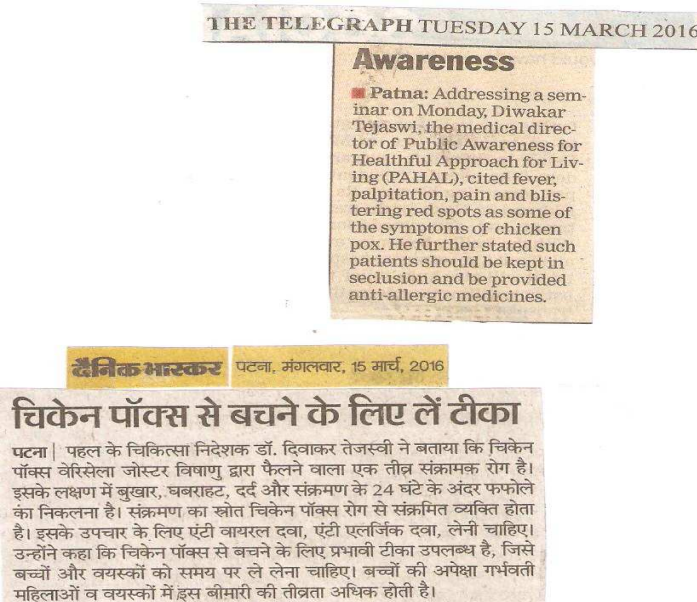 THE TELEGRAPH TUESDAY 15 MARCH 2016
Awareness
Patna: Addressing a sem-
inar on Monday, Diwakar
Tejaswi, the medical direc-
tor of Public Awareness for
Healthful Approach for Liv-
ing (PAHAL), cited fever,
palpitation, pain and blis-
tering red spots as some of
the symptoms of chicken
pox. He further stated such
patients should be kept in
seclusion and be provided
anti-allergic medicines.
दैनिक भास्कर पटना, मंगलवार, 15 मार्च, 2016
चिकेन पॉक्स से बचने के लिए लें टीका
पटना | पहल के चिकित्सा निदेशक डॉ. दिवाकर तेजस्वी ने बताया कि चिकेन
पॉक्स वेरिसेला जोस्टर विषाणु द्वारा फैलने वाला एक तीव्र संक्रामक रोग है।
इसके लक्षण में बुखार, घबराहट, दर्द और संक्रमण के 24 घंटे के अंदर फफोले
का निकलना है। संक्रमण का स्रोत चिकेन पॉक्स रोग से संक्रमित व्यक्ति होता
है। इसके उपचार के लिए एंटी वायरल दवा, एंटी एलर्जिक दवा, लेनी चाहिए।
उन्होंने कहा कि चिकेन पॉक्स से बचने के लिए प्रभावी टीका उपलब्ध है, जिसे
बच्चों और वयस्कों को समय पर ले लेना चाहिए। बच्चों की अपेक्षा गर्भवती
महिलाओं व वयस्कों में इस बीमारी की तीव्रता अधिक होती है।